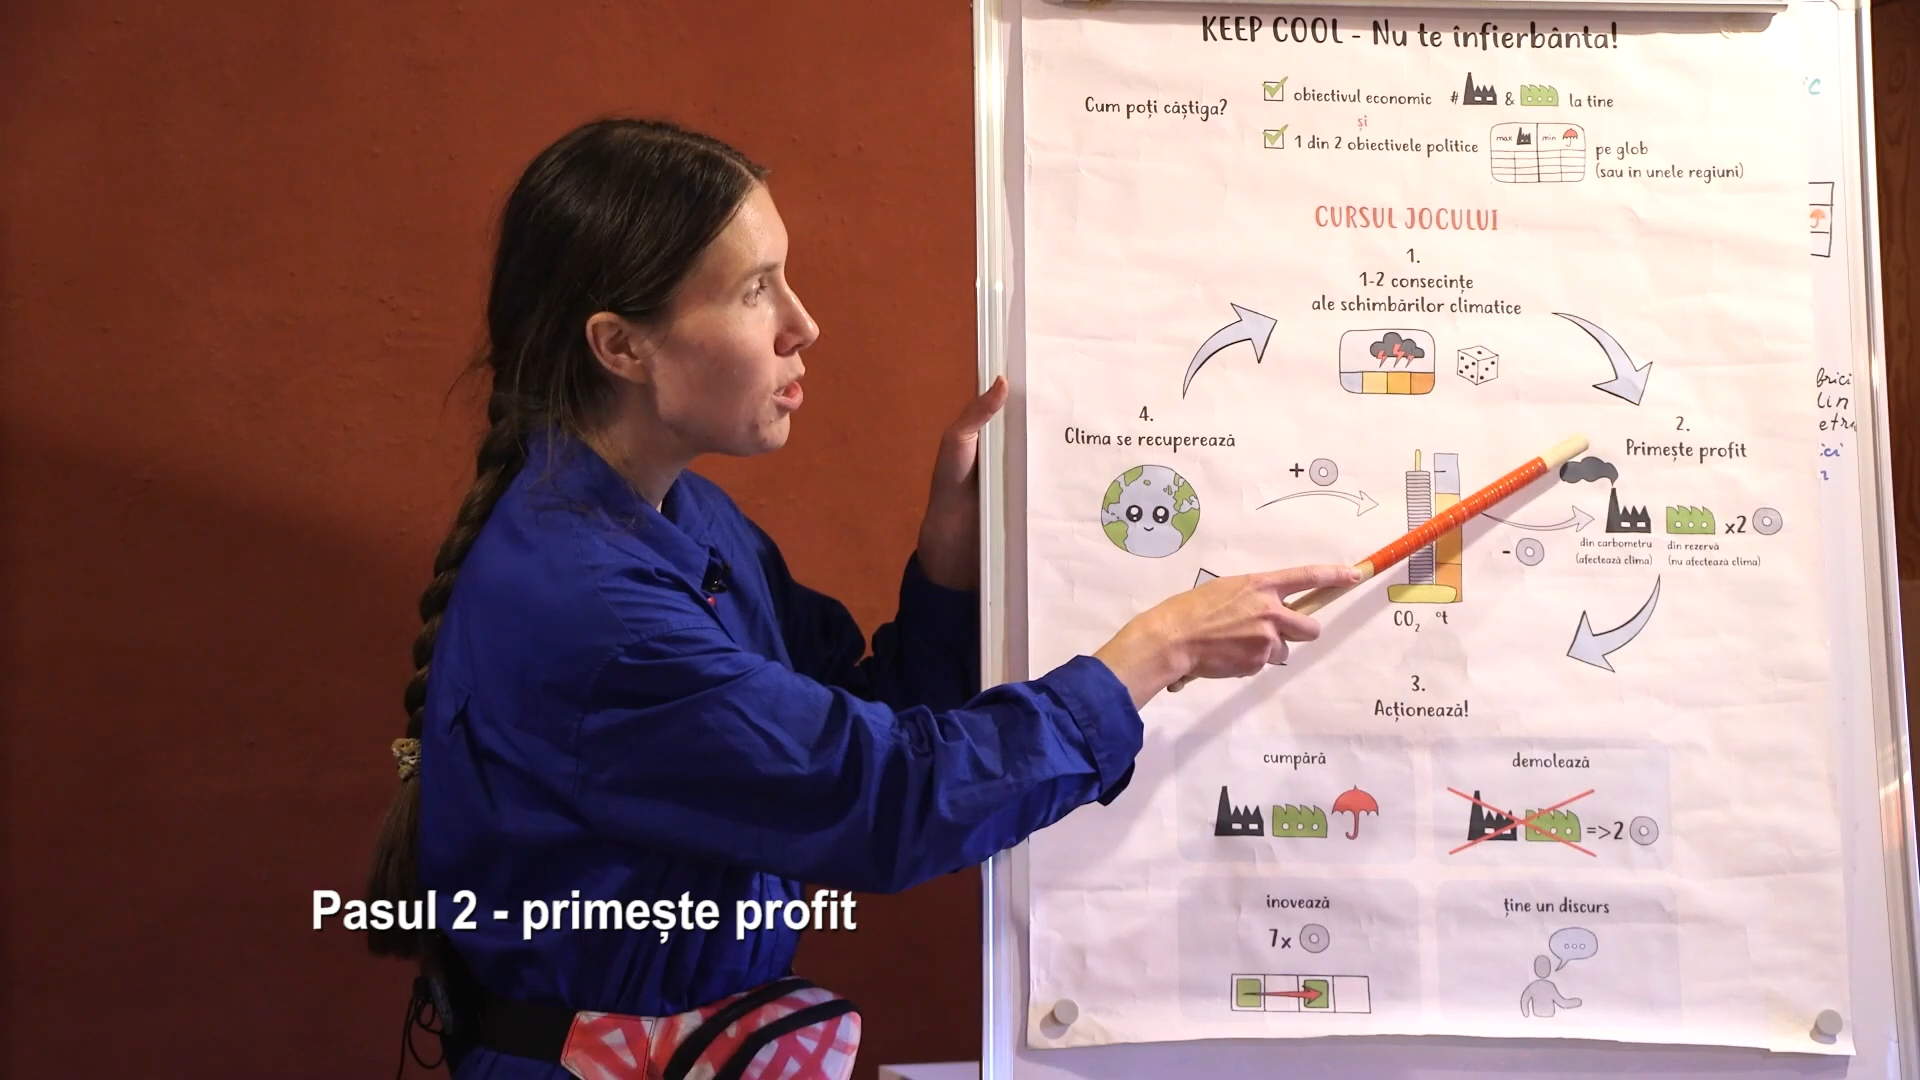 KEEP COOL - Nu te înfierbânta!
Cum poți câștiga?
obiectivul economic # & la tine
și
1 din 2 obiectivele politice
max min
pe glob
(sau in unele regiuni)
CURSUL JOCULUI
1.
1-2 consecințe
ale schimbărilor climatice
2.
Primește profit
x2
din carbometru
(afectează clima)
din rezervă
(nu afectează clima)
4.
Clima se recuperează
+
-
CO₂ °t
3.
Acționează!
cumpără
demolează
=>2
inovează
7x
ține un discurs
Pasul 2 - primește profit